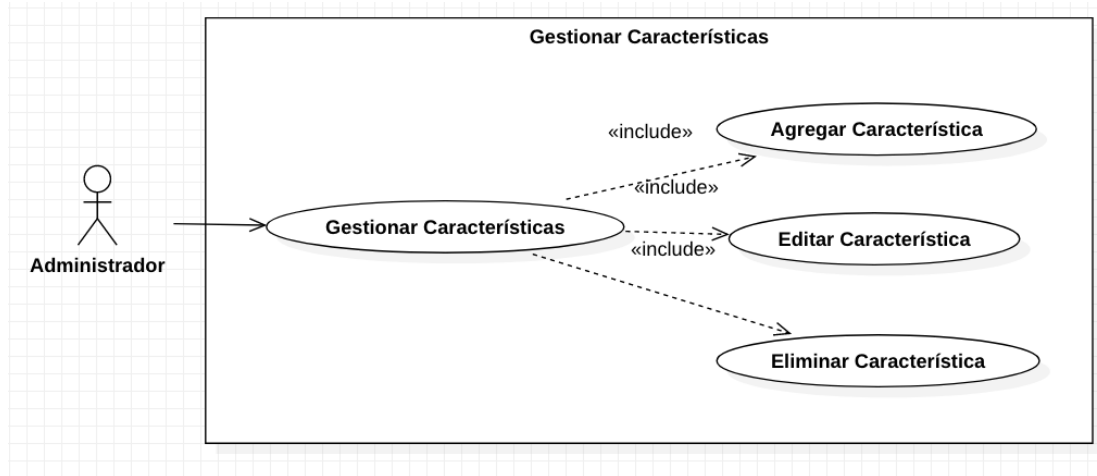 Gestionar Características
«include»
Agregar Característica
«include»
Gestionar Características
Editar Característica
«include»
Administrador
Eliminar Característica